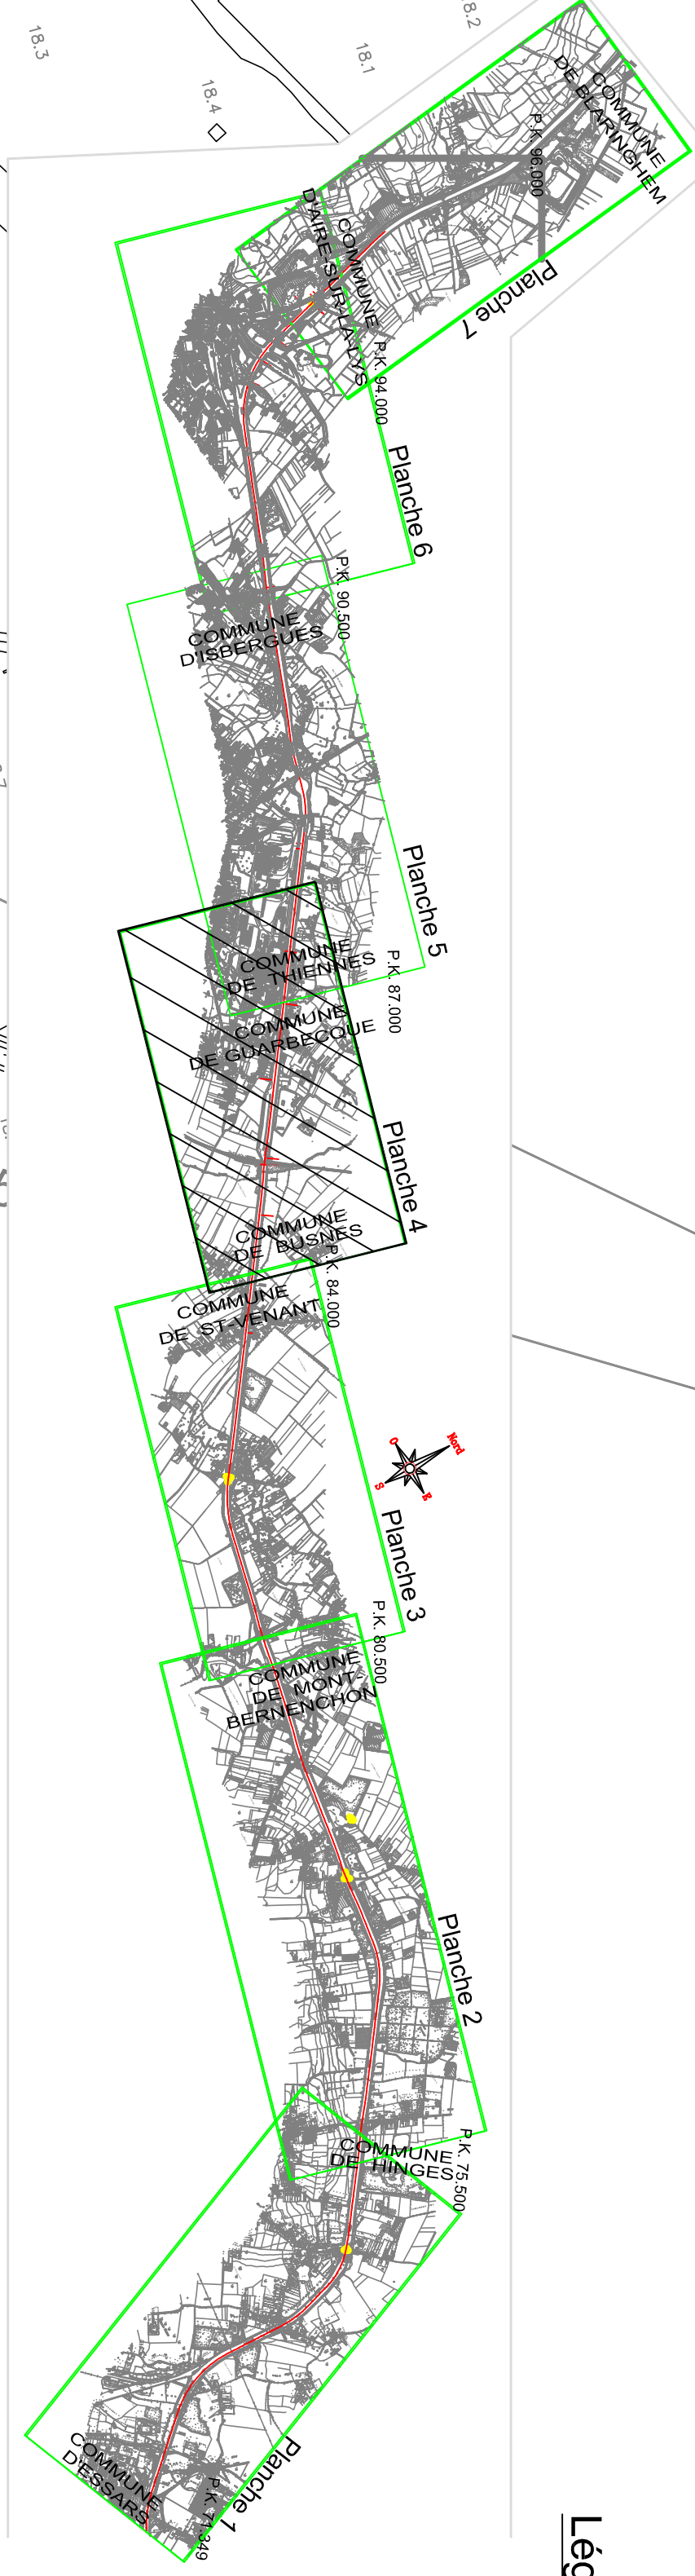 18.3
18.4
18.1
18.2
COMMUNE
DE BLARINGHEM
P.K. 96.000
Planche 7
COMMUNE
D'AIRE-SUR-LA-LYS
P.K. 94.000
Planche 6
P.K. 90.500
COMMUNE
D'ISBERGUES
Planche 5
COMMUNE
DE THIENNES
P.K. 87.000
COMMUNE
DE GUARBECQUE
Planche 4
COMMUNE
DE BUSNES
P.K. 84.000
COMMUNE
DE ST-VENANT
Nord
O
S
E
Planche 3
P.K. 80.500
COMMUNE
DE MONT-
BERNENCHON
Planche 2
P.K. 75.500
COMMUNE
DE HINGES
Planche 1
COMMUNE
D'ESSARS
P.K. 71.349
Lég